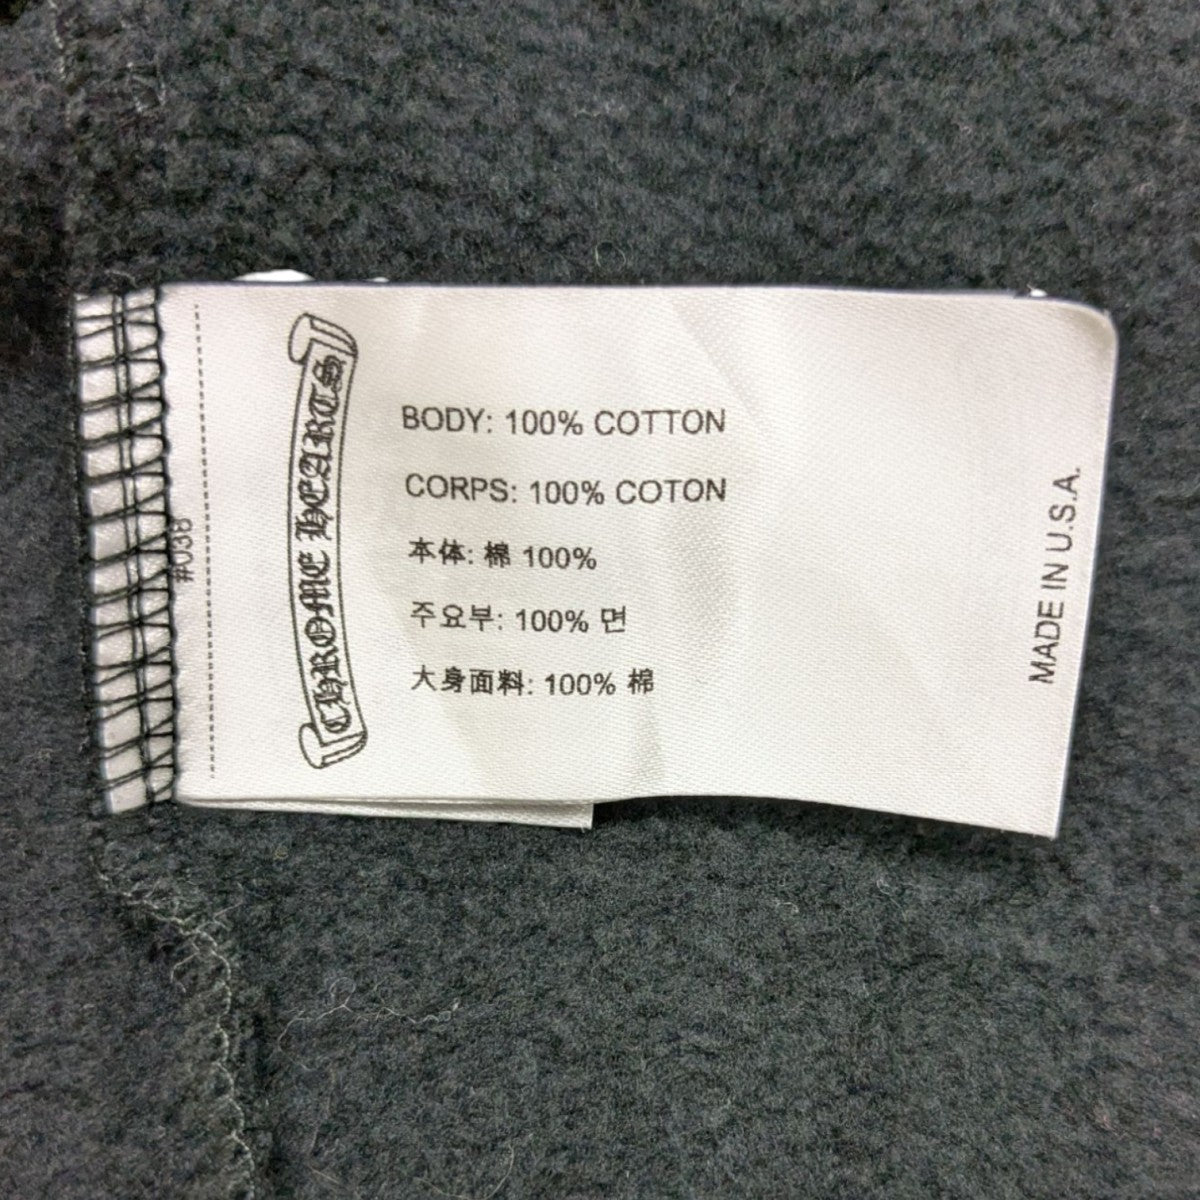 CHROME HEARTS
BODY: 100% COTTON
CORPS: 100% COTON
本体: 棉 100%
주요부: 100% 면
大身面料: 100% 棉
MADE IN U.S.A.
#038